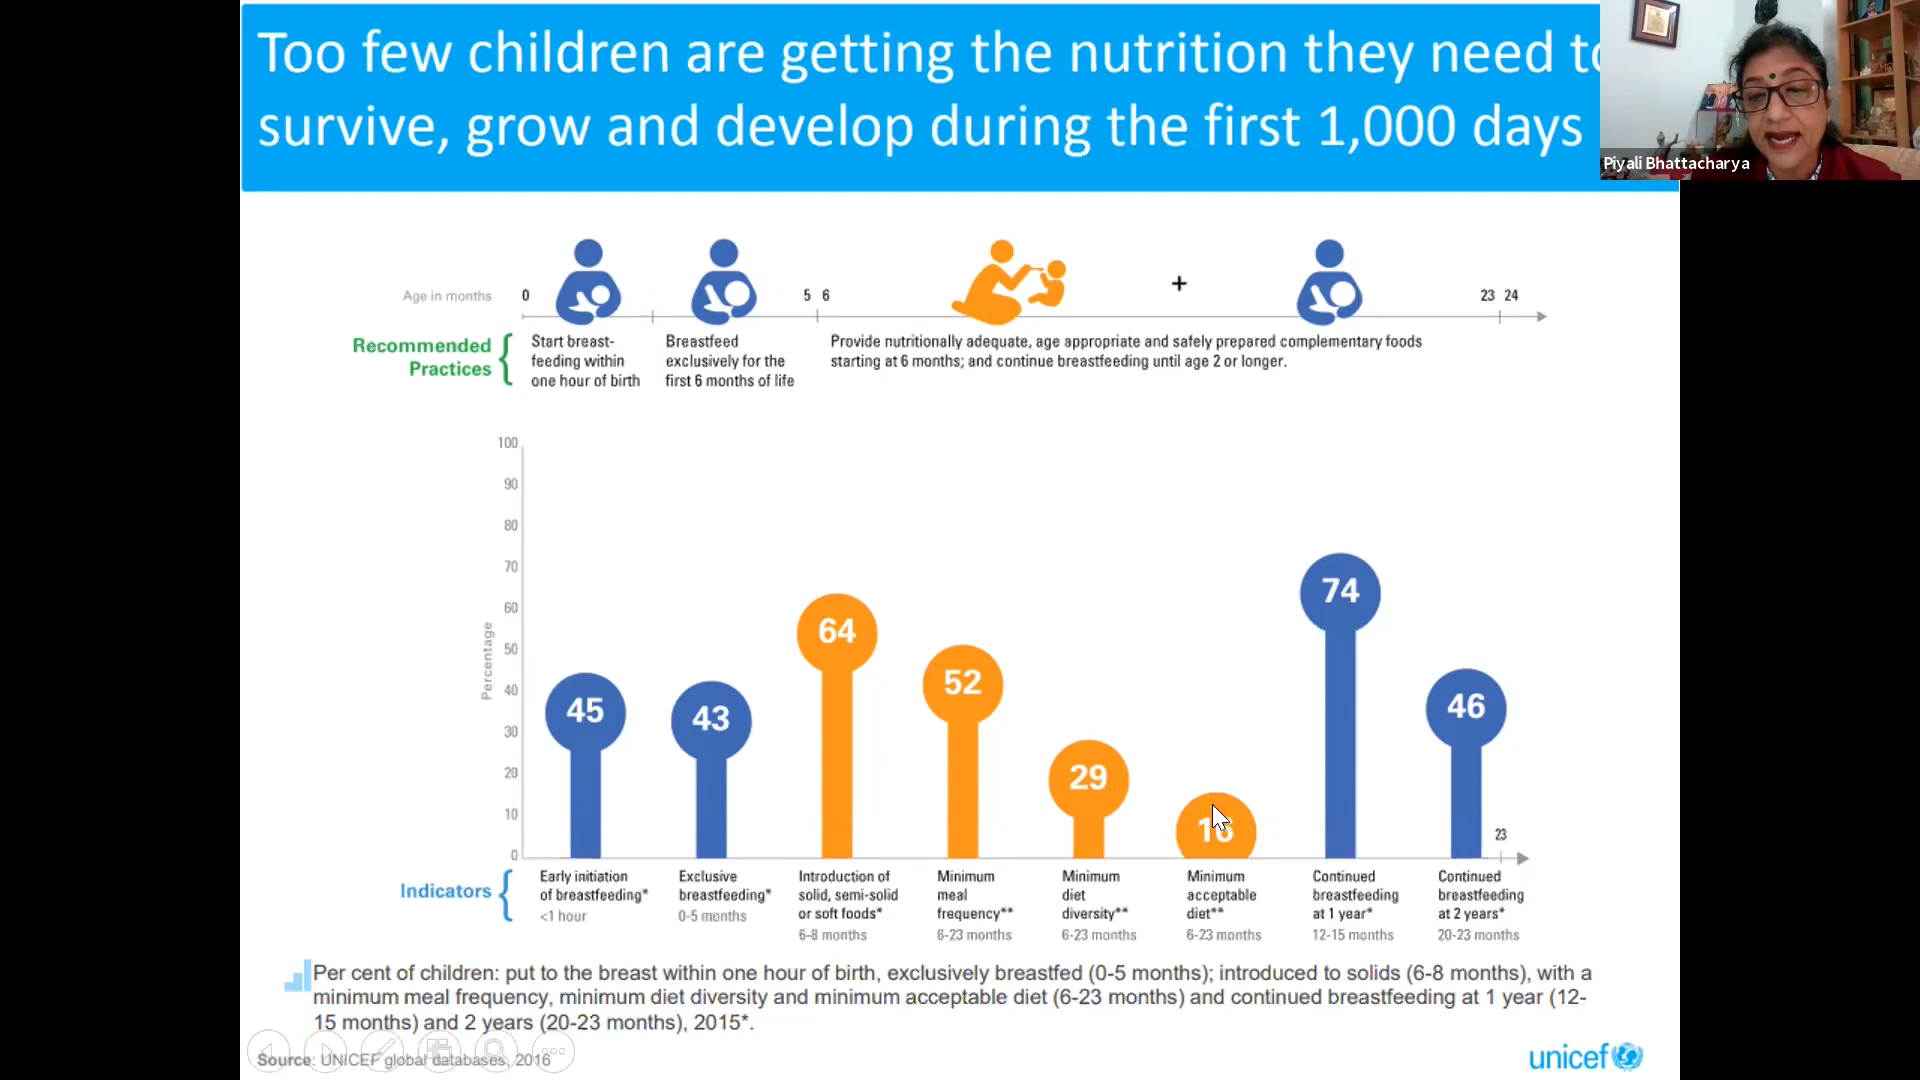 Too few children are getting the nutrition they need to
survive, grow and develop during the first 1,000 days
Piyali Bhattacharya
Age in months
0
5 6
+
23 24
Recommended
Practices
Start breast-
feeding within
one hour of birth
Breastfeed
exclusively for the
first 6 months of life
Provide nutritionally adequate, age appropriate and safely prepared complementary foods
starting at 6 months; and continue breastfeeding until age 2 or longer.
Percentage
100
90
80
70
60
50
40
30
20
10
0
45
43
64
52
29
16
74
46
23
Indicators
Early initiation
of breastfeeding*
<1 hour
Exclusive
breastfeeding*
0-5 months
Introduction of
solid, semi-solid
or soft foods*
6-8 months
Minimum
meal
frequency**
6-23 months
Minimum
diet
diversity**
6-23 months
Minimum
acceptable
diet**
6-23 months
Continued
breastfeeding
at 1 year*
12-15 months
Continued
breastfeeding
at 2 years*
20-23 months
Per cent of children: put to the breast within one hour of birth, exclusively breastfed (0-5 months); introduced to solids (6-8 months), with a
minimum meal frequency, minimum diet diversity and minimum acceptable diet (6-23 months) and continued breastfeeding at 1 year (12-
15 months) and 2 years (20-23 months), 2015*.
Source: UNICEF global databases, 2016
unicef